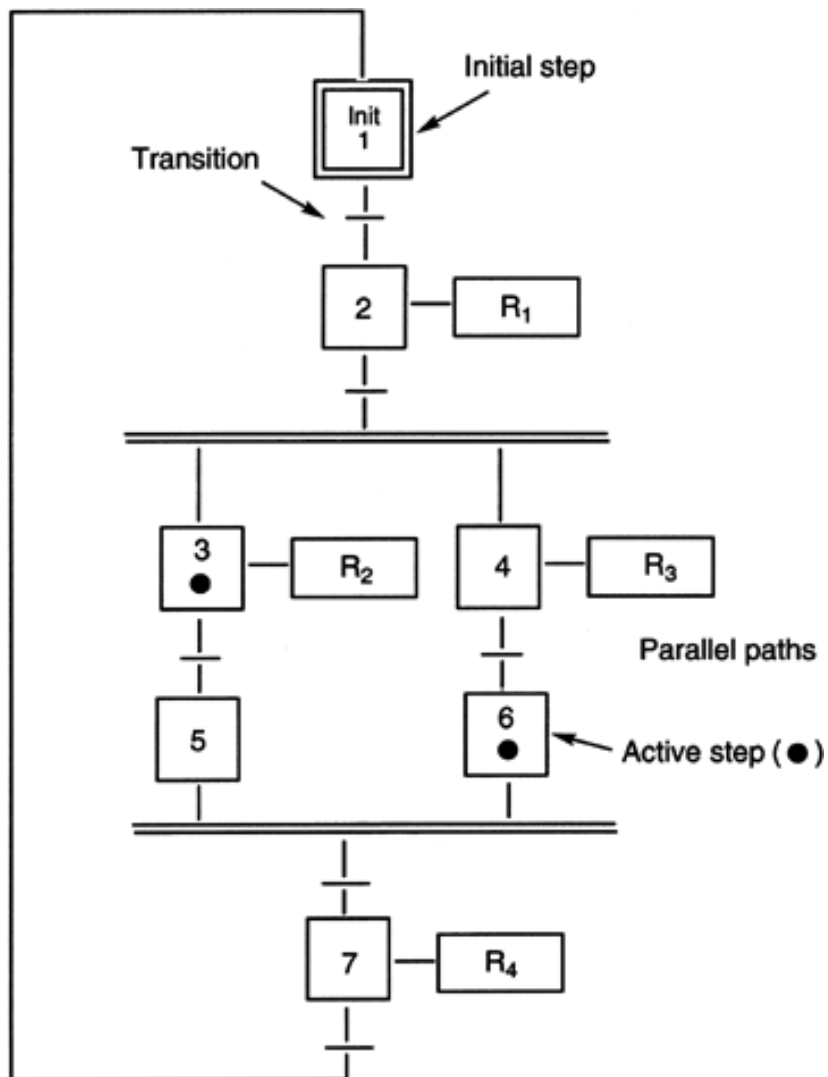 Initial step
Init
1
Transition
2
R₁
3
R₂
4
R₃
Parallel paths
5
6
Active step (●)
7
R₄